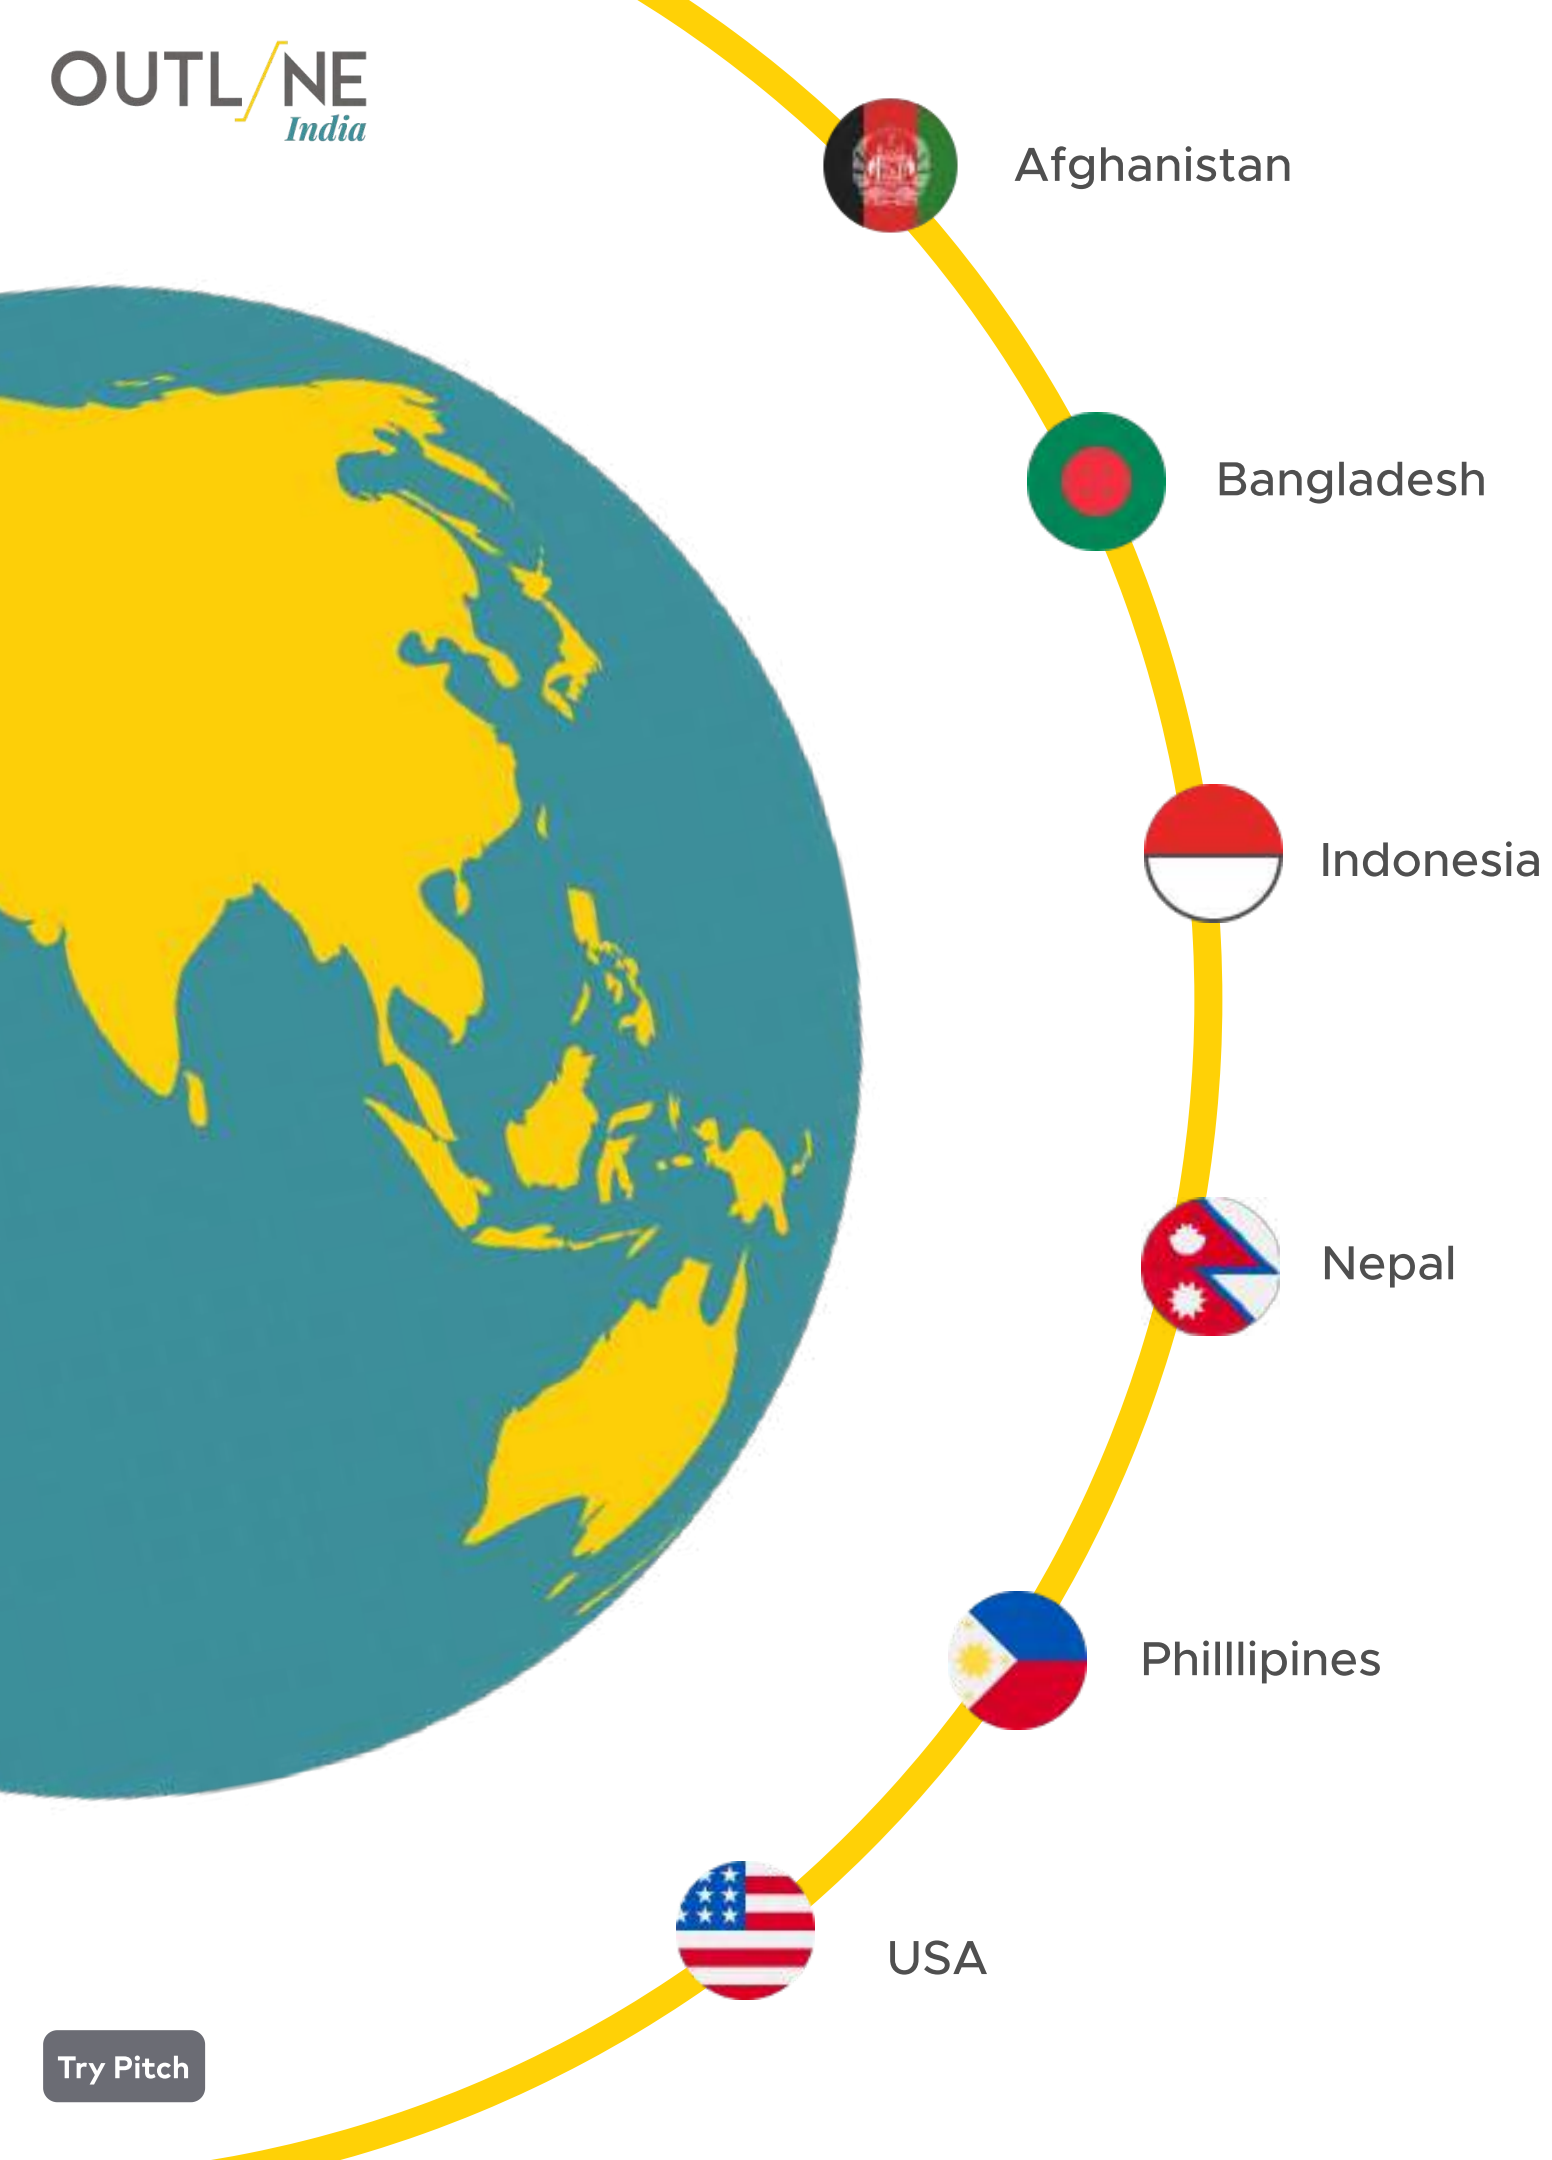 OUTLINE
India
Afghanistan
Bangladesh
Indonesia
Nepal
Philllipines
USA
Try Pitch